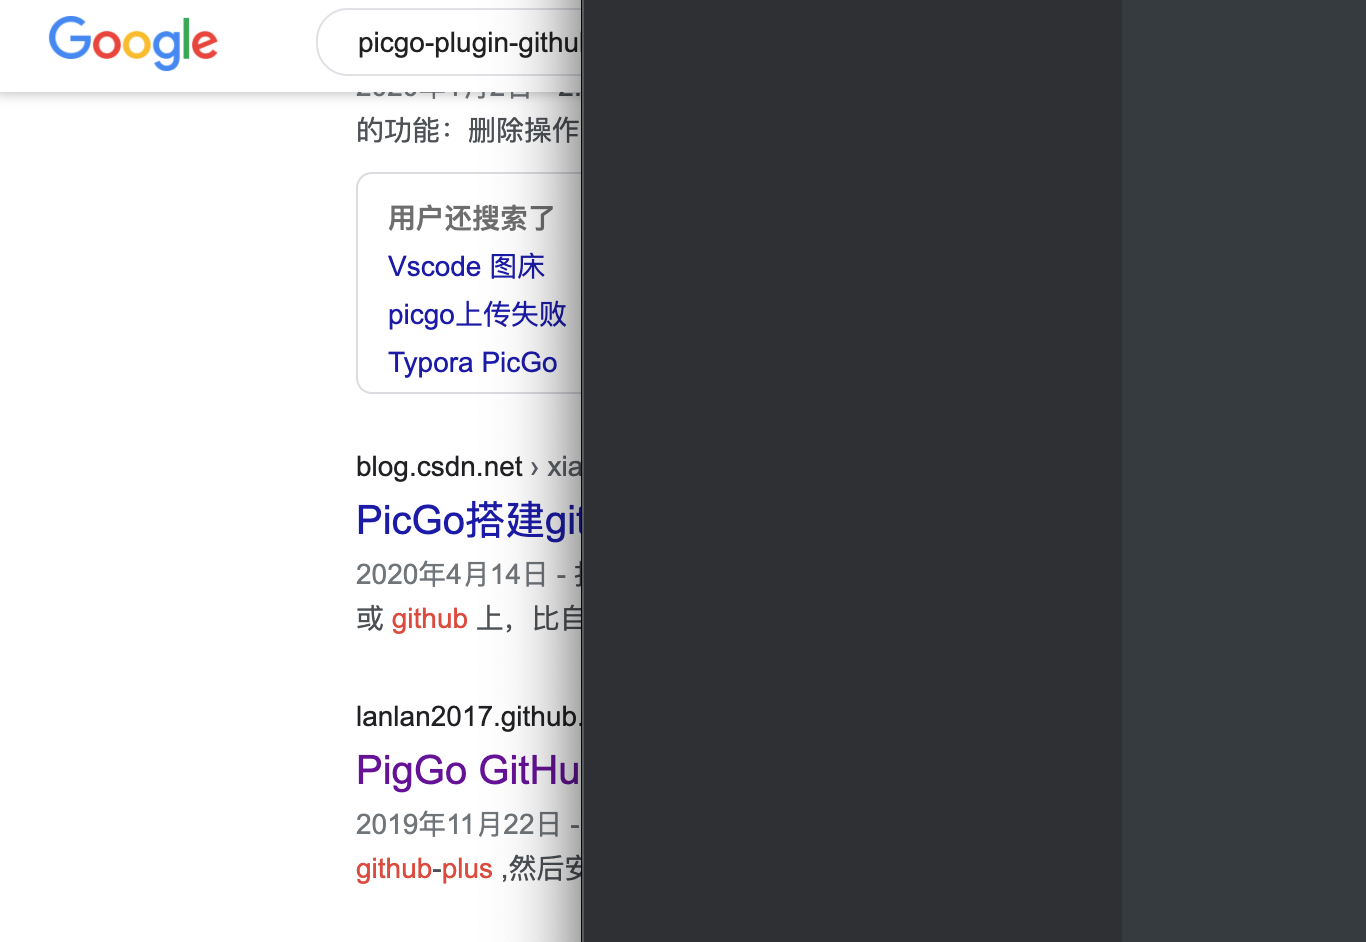 Google
picgo-plugin-githu
的功能：删除操作
用户还搜索了
Vscode 图床
picgo上传失败
Typora PicGo
blog.csdn.net › xia
PicGo搭建git
2020年4月14日 -
或 github 上，比自
lanlan2017.github.
PigGo GitHu
2019年11月22日 -
github-plus ,然后安